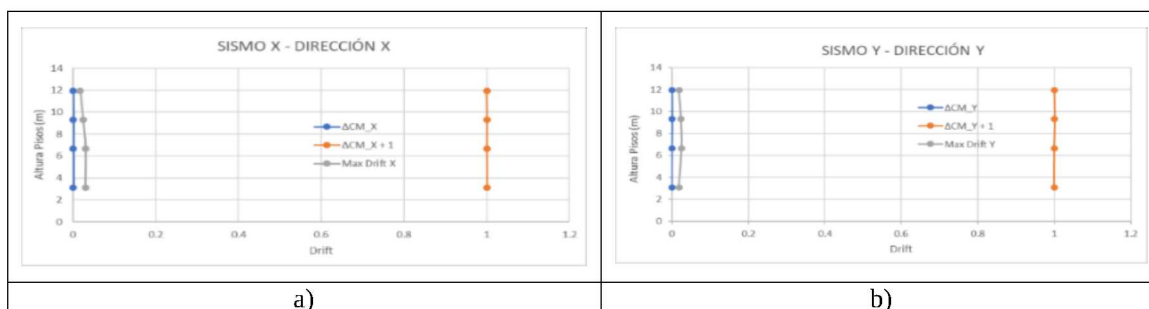 SISMO X - DIRECCIÓN X
14
12
10
8
6
4
2
0
Altura Pisos (m)
ΔCM_X
ΔCM_X + 1
Max Drift X
0 0.2 0.4 0.6 0.8 1 1.2
Drift
a)
SISMO Y - DIRECCIÓN Y
14
12
10
8
6
4
2
0
Altura Pisos (m)
ΔCM_Y
ΔCM_Y + 1
Max Drift Y
0 0.2 0.4 0.6 0.8 1 1.2
Drift
b)